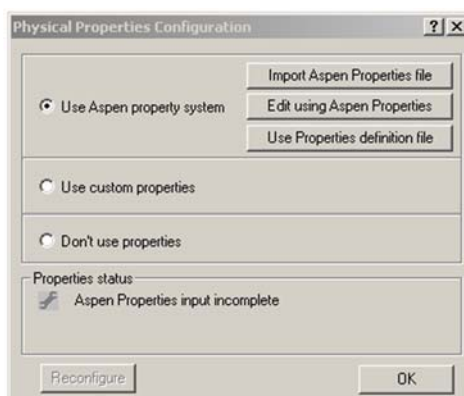 Physical Properties Configuration
Import Aspen Properties file
Use Aspen property system
Edit using Aspen Properties
Use Properties definition file
Use custom properties
Don't use properties
Properties status
Aspen Properties input incomplete
Reconfigure
OK